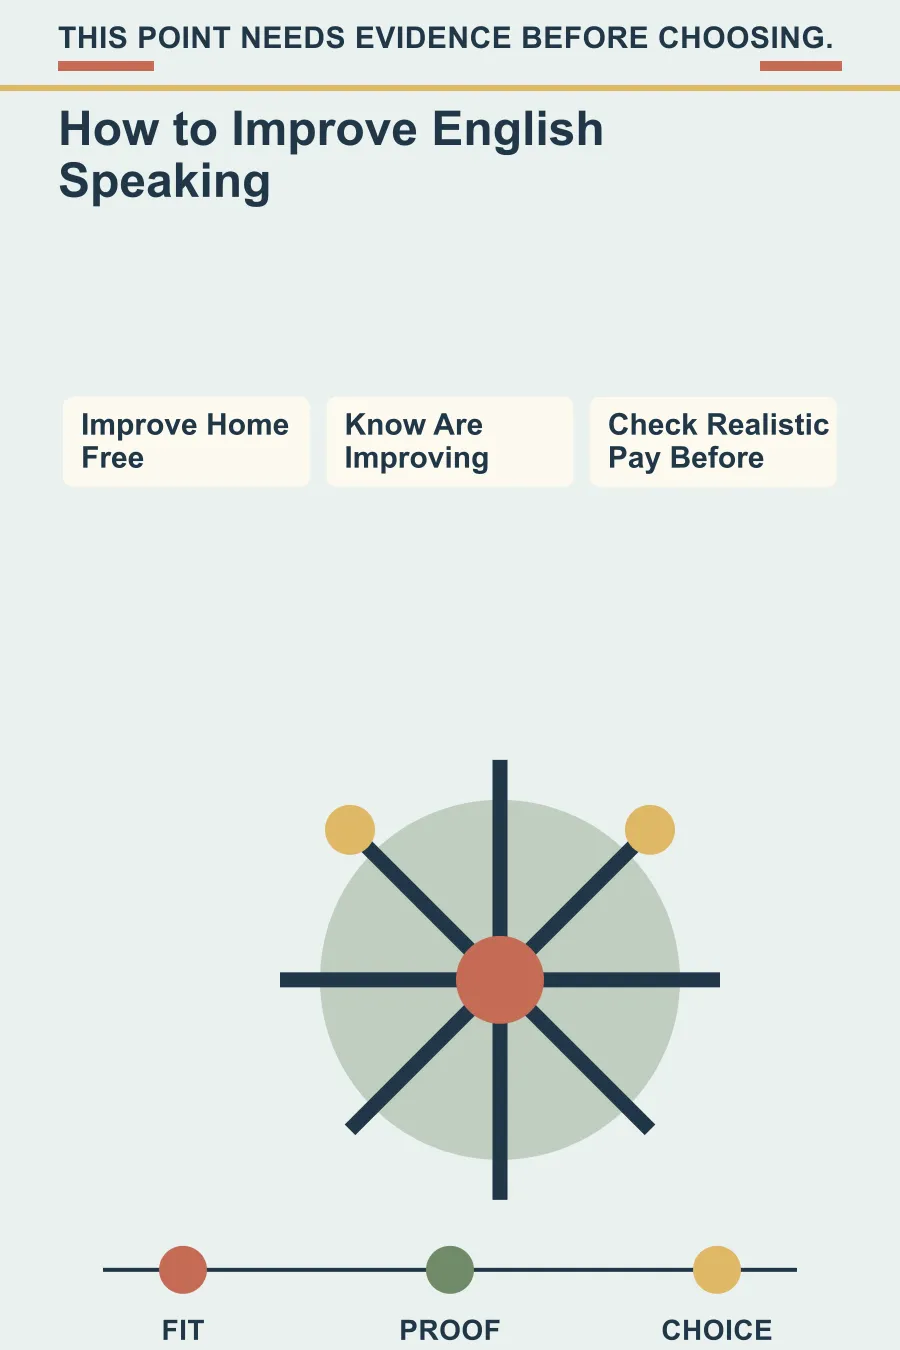 THIS POINT NEEDS EVIDENCE BEFORE CHOOSING.
How to Improve English
Speaking
Improve Home
Free
Know Are
Improving
Check Realistic
Pay Before
FIT
PROOF
CHOICE